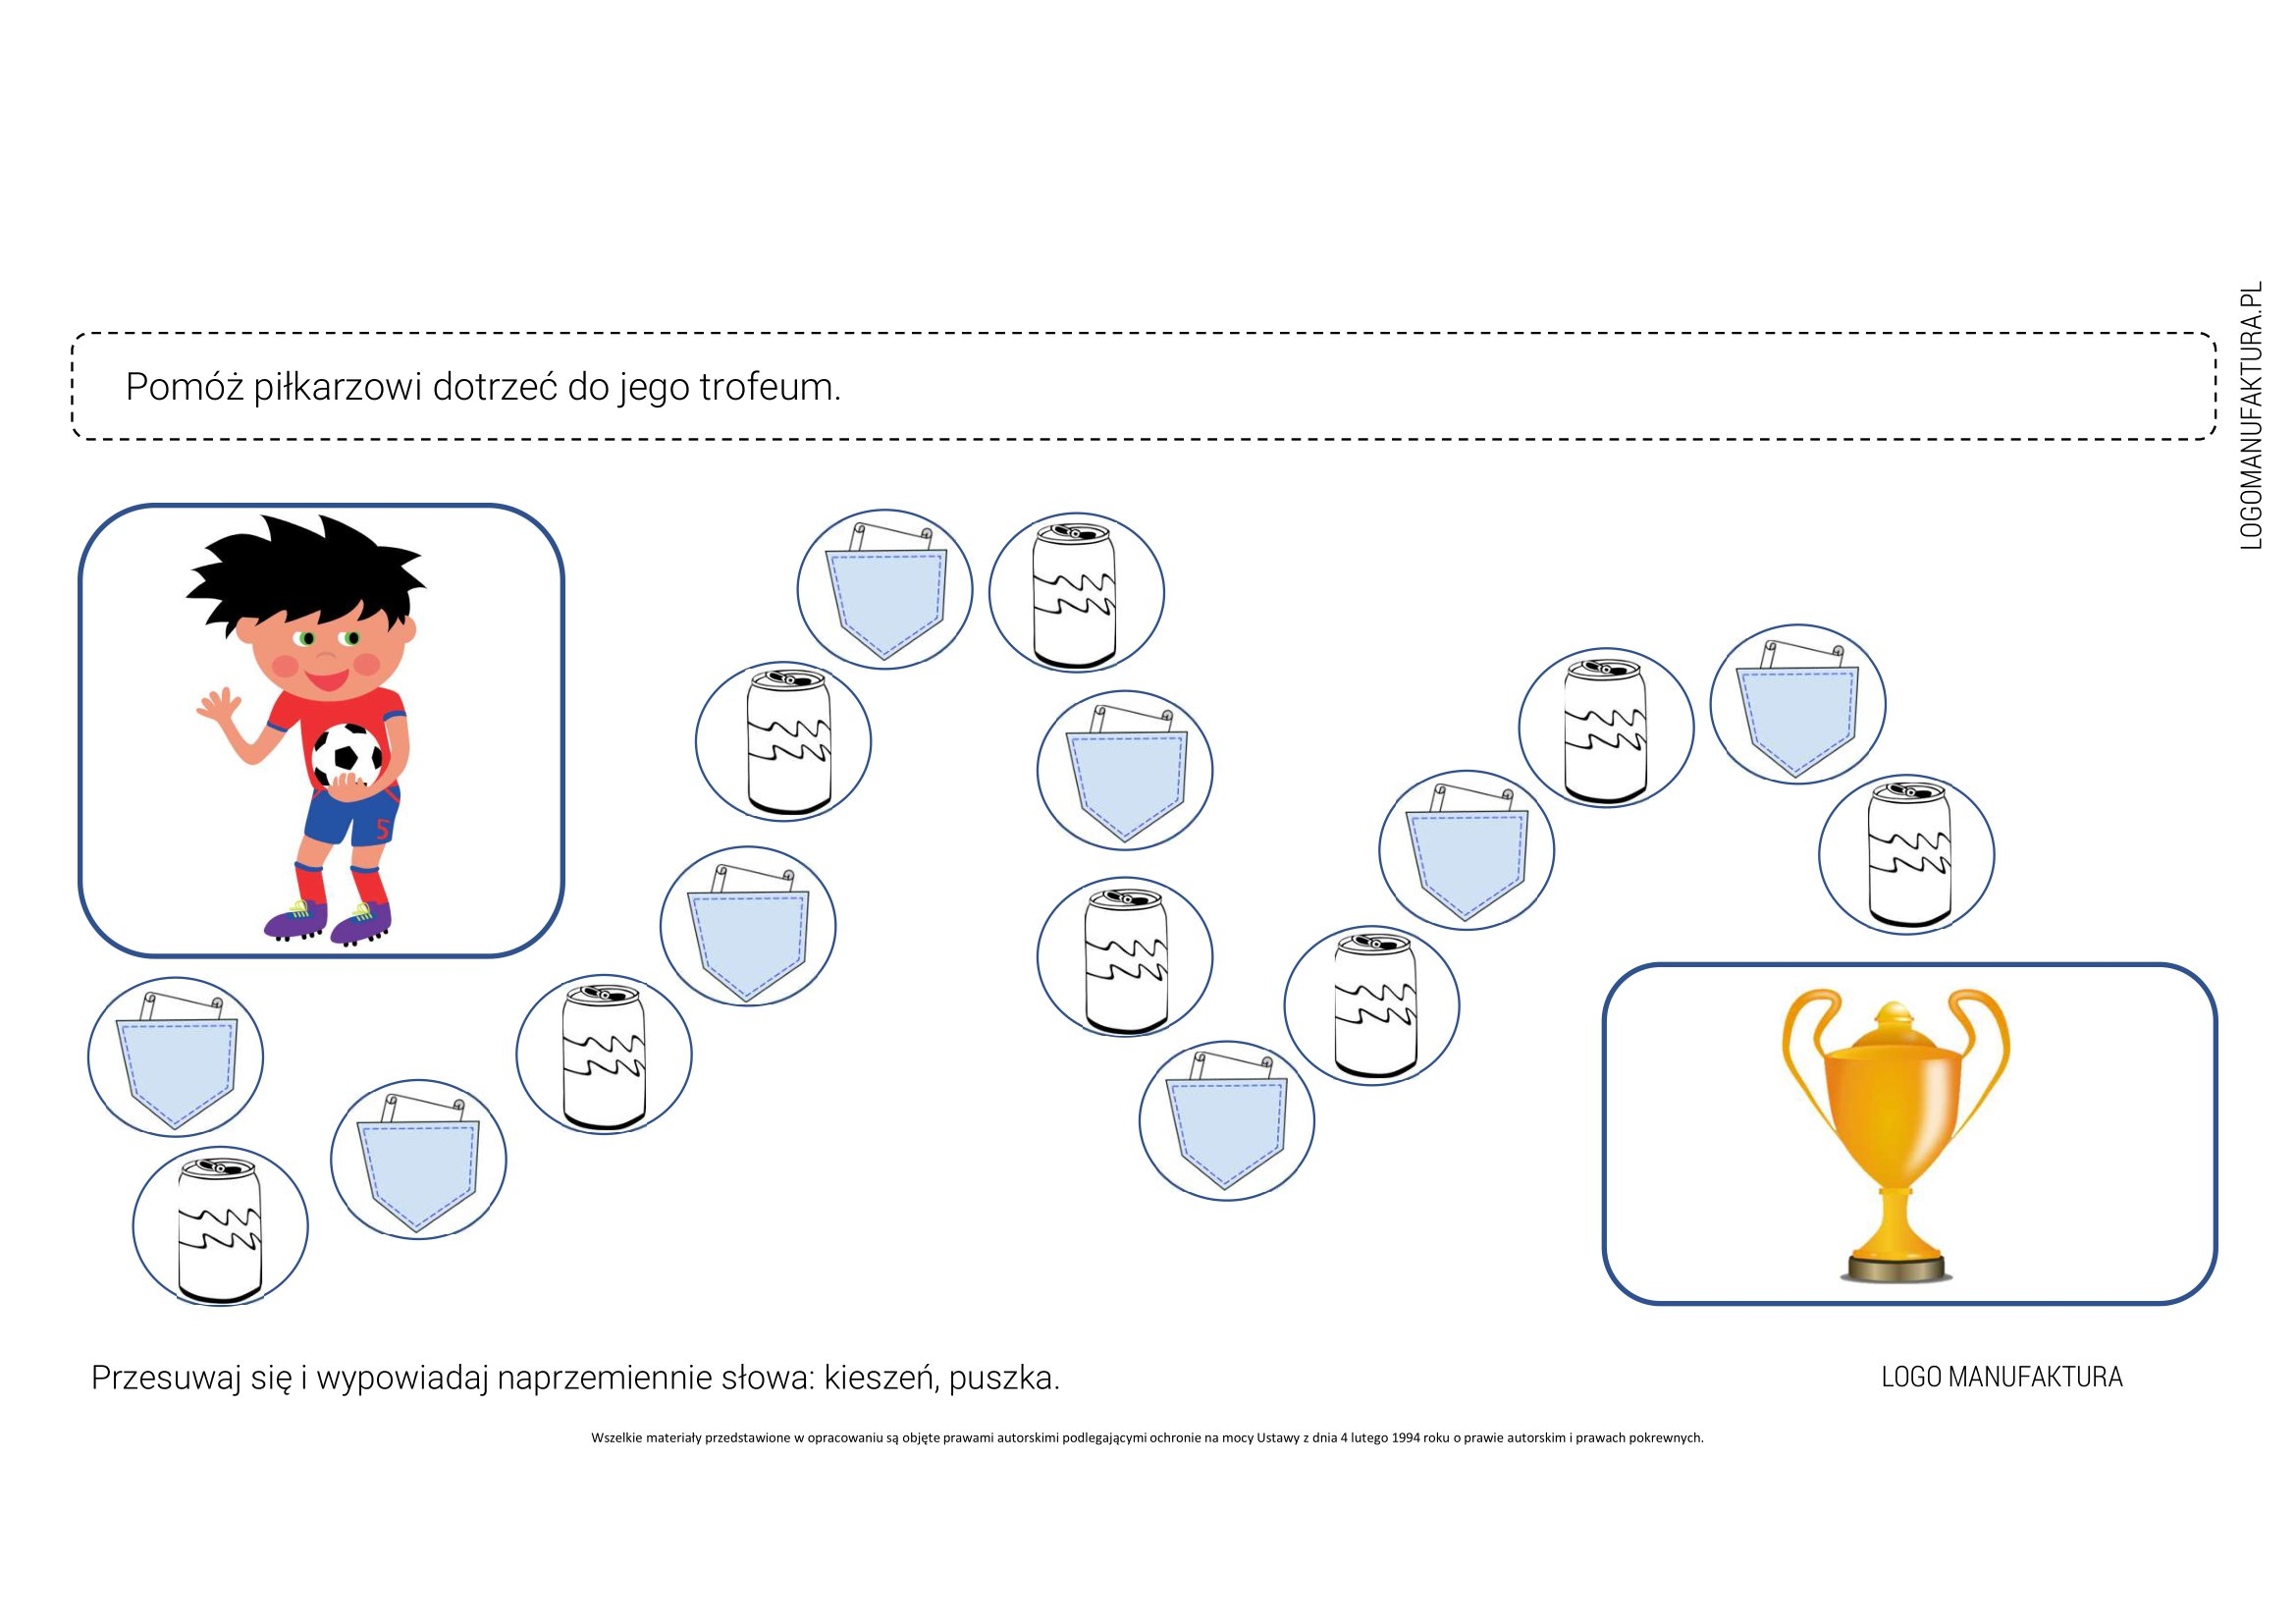 LOGOMANUFAKTURA.PL
Pomóż piłkarzowi dotrzeć do jego trofeum.
5
Przesuwaj się i wypowiadaj naprzemiennie słowa: kieszeń, puszka.
LOGO MANUFAKTURA
Wszelkie materiały przedstawione w opracowaniu są objęte prawami autorskimi podlegającymi ochronie na mocy Ustawy z dnia 4 lutego 1994 roku o prawie autorskim i prawach pokrewnych.